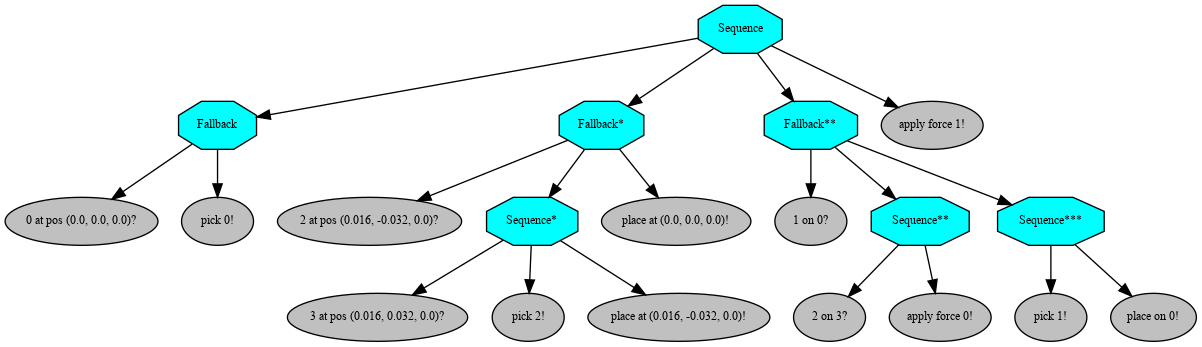 Sequence
Fallback
Fallback*
Fallback**
apply force 1!
0 at pos (0.0, 0.0, 0.0)?
pick 0!
2 at pos (0.016, -0.032, 0.0)?
Sequence*
place at (0.0, 0.0, 0.0)!
1 on 0?
Sequence**
Sequence***
3 at pos (0.016, 0.032, 0.0)?
pick 2!
place at (0.016, -0.032, 0.0)!
2 on 3?
apply force 0!
pick 1!
place on 0!